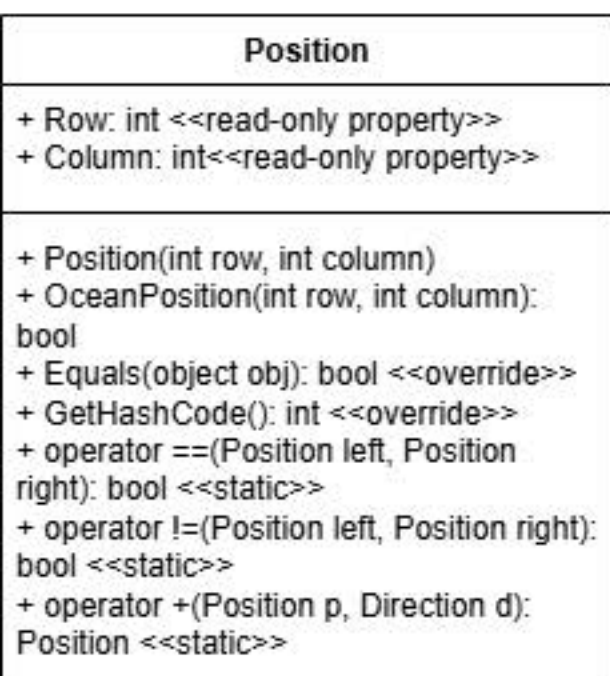 Position
+ Row: int <<read-only property>>
+ Column: int<<read-only property>>
+ Position(int row, int column)
+ OceanPosition(int row, int column):
bool
+ Equals(object obj): bool <<override>>
+ GetHashCode(): int <<override>>
+ operator ==(Position left, Position
right): bool <<static>>
+ operator !=(Position left, Position right):
bool <<static>>
+ operator +(Position p, Direction d):
Position <<static>>